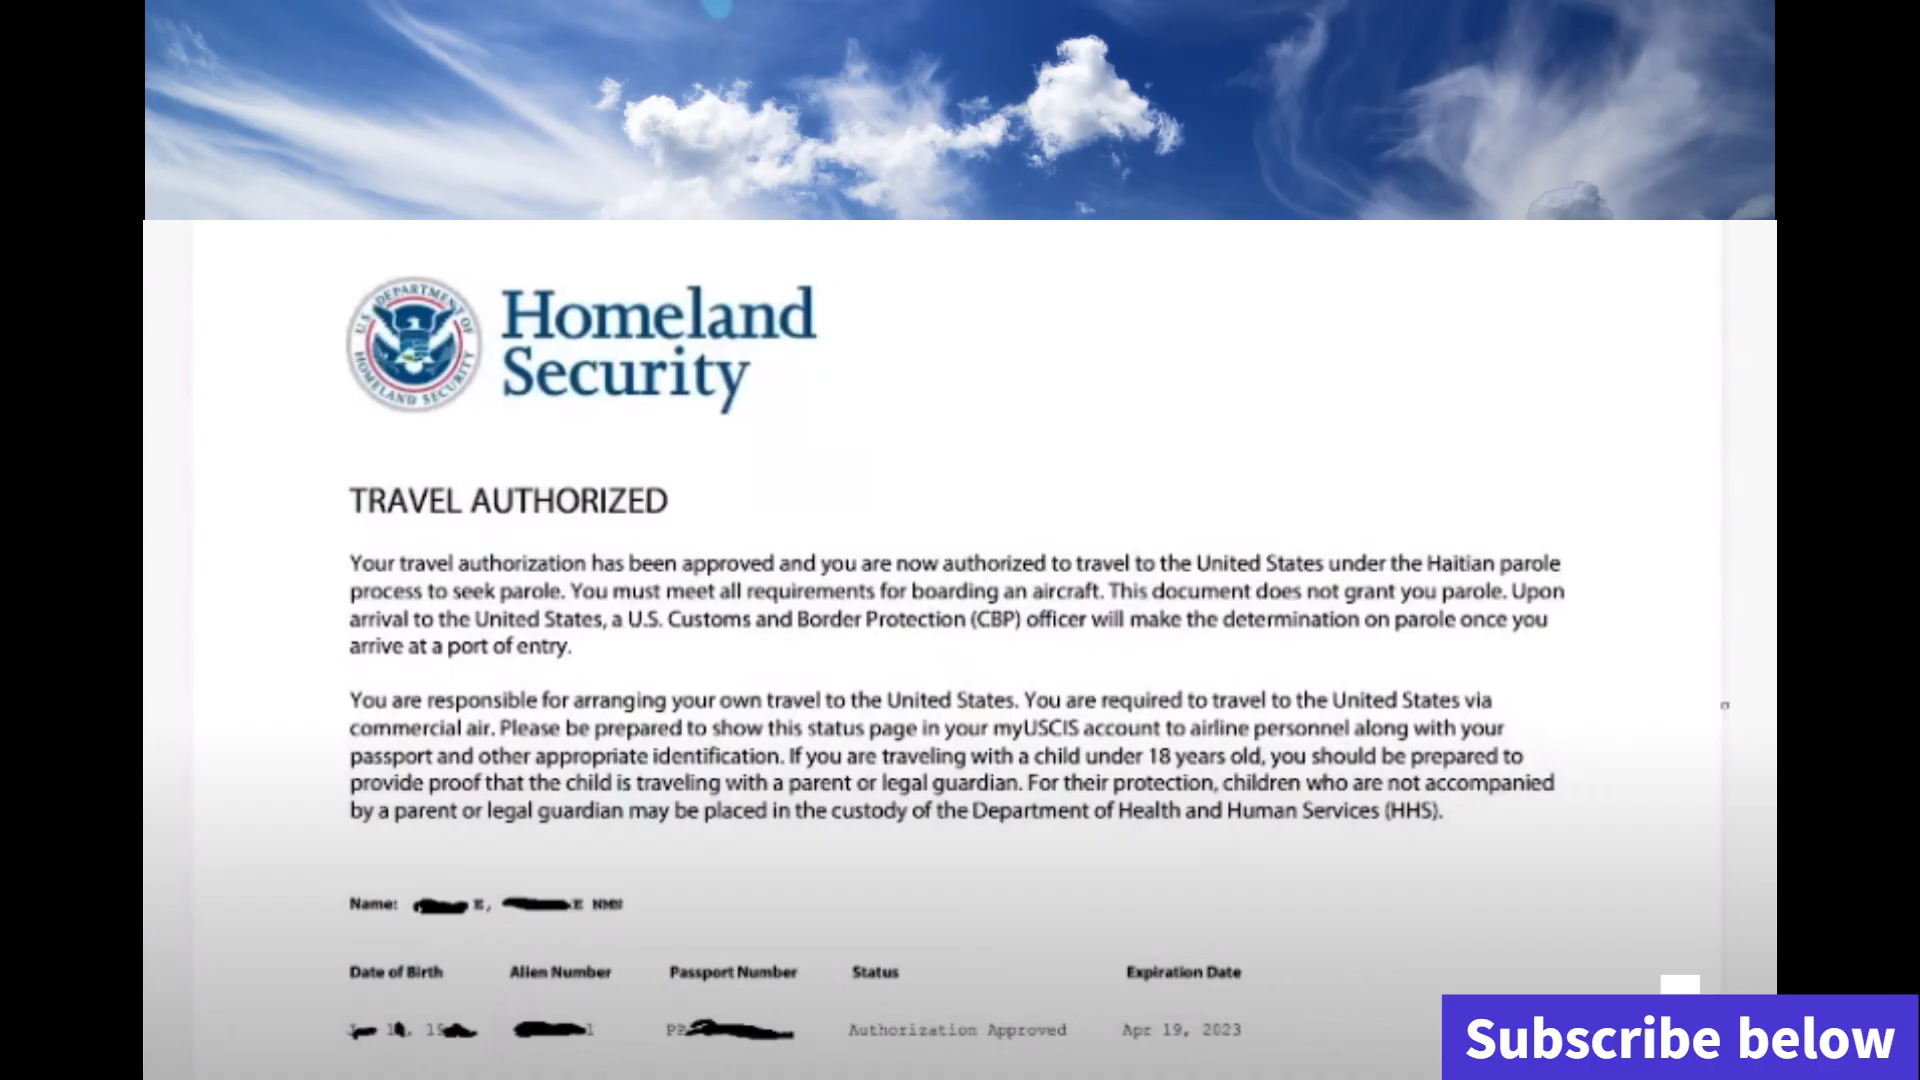 U.S. DEPARTMENT OF HOMELAND SECURITY
Homeland
Security
TRAVEL AUTHORIZED
Your travel authorization has been approved and you are now authorized to travel to the United States under the Haitian parole
process to seek parole. You must meet all requirements for boarding an aircraft. This document does not grant you parole. Upon
arrival to the United States, a U.S. Customs and Border Protection (CBP) officer will make the determination on parole once you
arrive at a port of entry.
You are responsible for arranging your own travel to the United States. You are required to travel to the United States via
commercial air. Please be prepared to show this status page in your myUSCIS account to airline personnel along with your
passport and other appropriate identification. If you are traveling with a child under 18 years old, you should be prepared to
provide proof that the child is traveling with a parent or legal guardian. For their protection, children who are not accompanied
by a parent or legal guardian may be placed in the custody of the Department of Health and Human Services (HHS).
Name: E, E NMN
Date of Birth Alien Number Passport Number Status Expiration Date
Authorization Approved Apr 19, 2023
Subscribe below